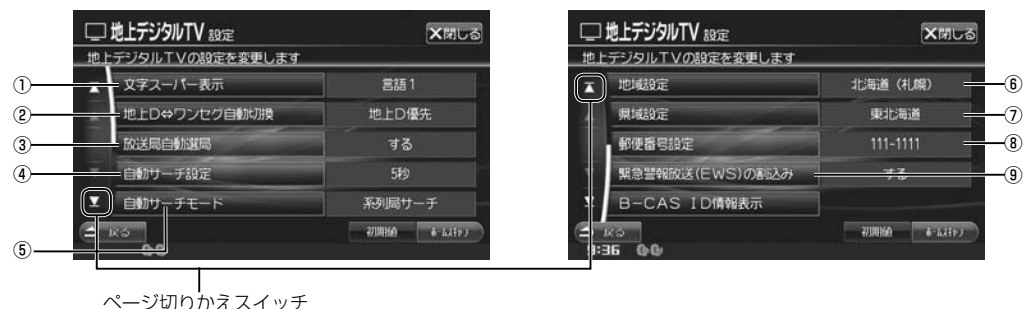 地上デジタルTV 設定
×閉じる
地上デジタルTVの設定を変更します
① 文字スーパー表示 言語1
② 地上D⇔ワンセグ自動切換 地上D優先
③ 放送局自動選局 する
④ 自動サーチ設定 5秒
自動サーチモード 系列局サーチ
⑤
戻る 初期値 ホームスキャン
地上デジタルTV 設定
×閉じる
地上デジタルTVの設定を変更します
地域設定 北海道(札幌) ⑥
県域設定 東北海道 ⑦
郵便番号設定 111-1111 ⑧
緊急警報放送(EWS)の割込み する ⑨
B-CAS ID情報表示
戻る 初期値 ホームスキャン
9:36
ページ切りかえスイッチ